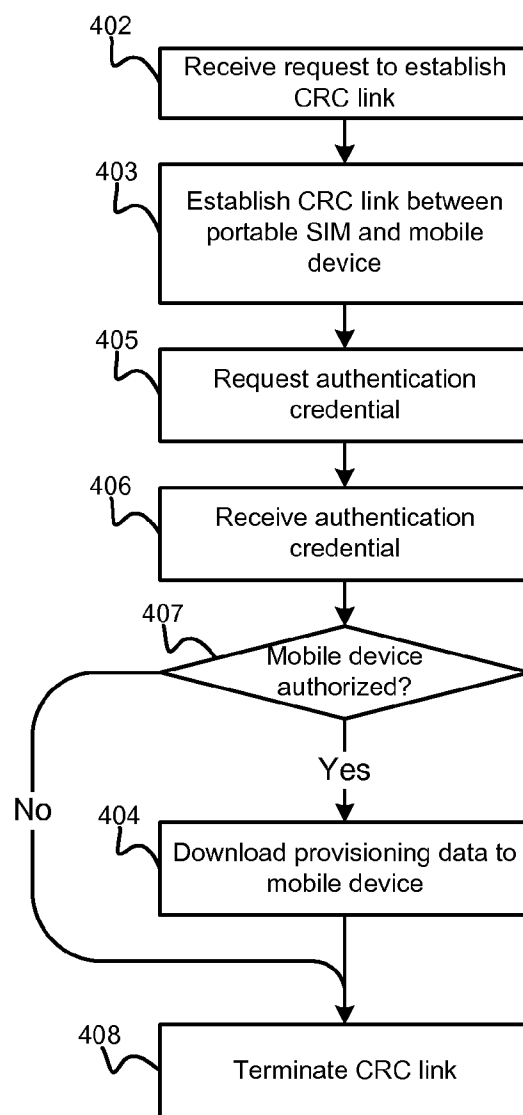 402
Receive request to establish
CRC link
403
Establish CRC link between
portable SIM and mobile
device
405
Request authentication
credential
406
Receive authentication
credential
407
Mobile device
authorized?
Yes
No
404
Download provisioning data to
mobile device
408
Terminate CRC link